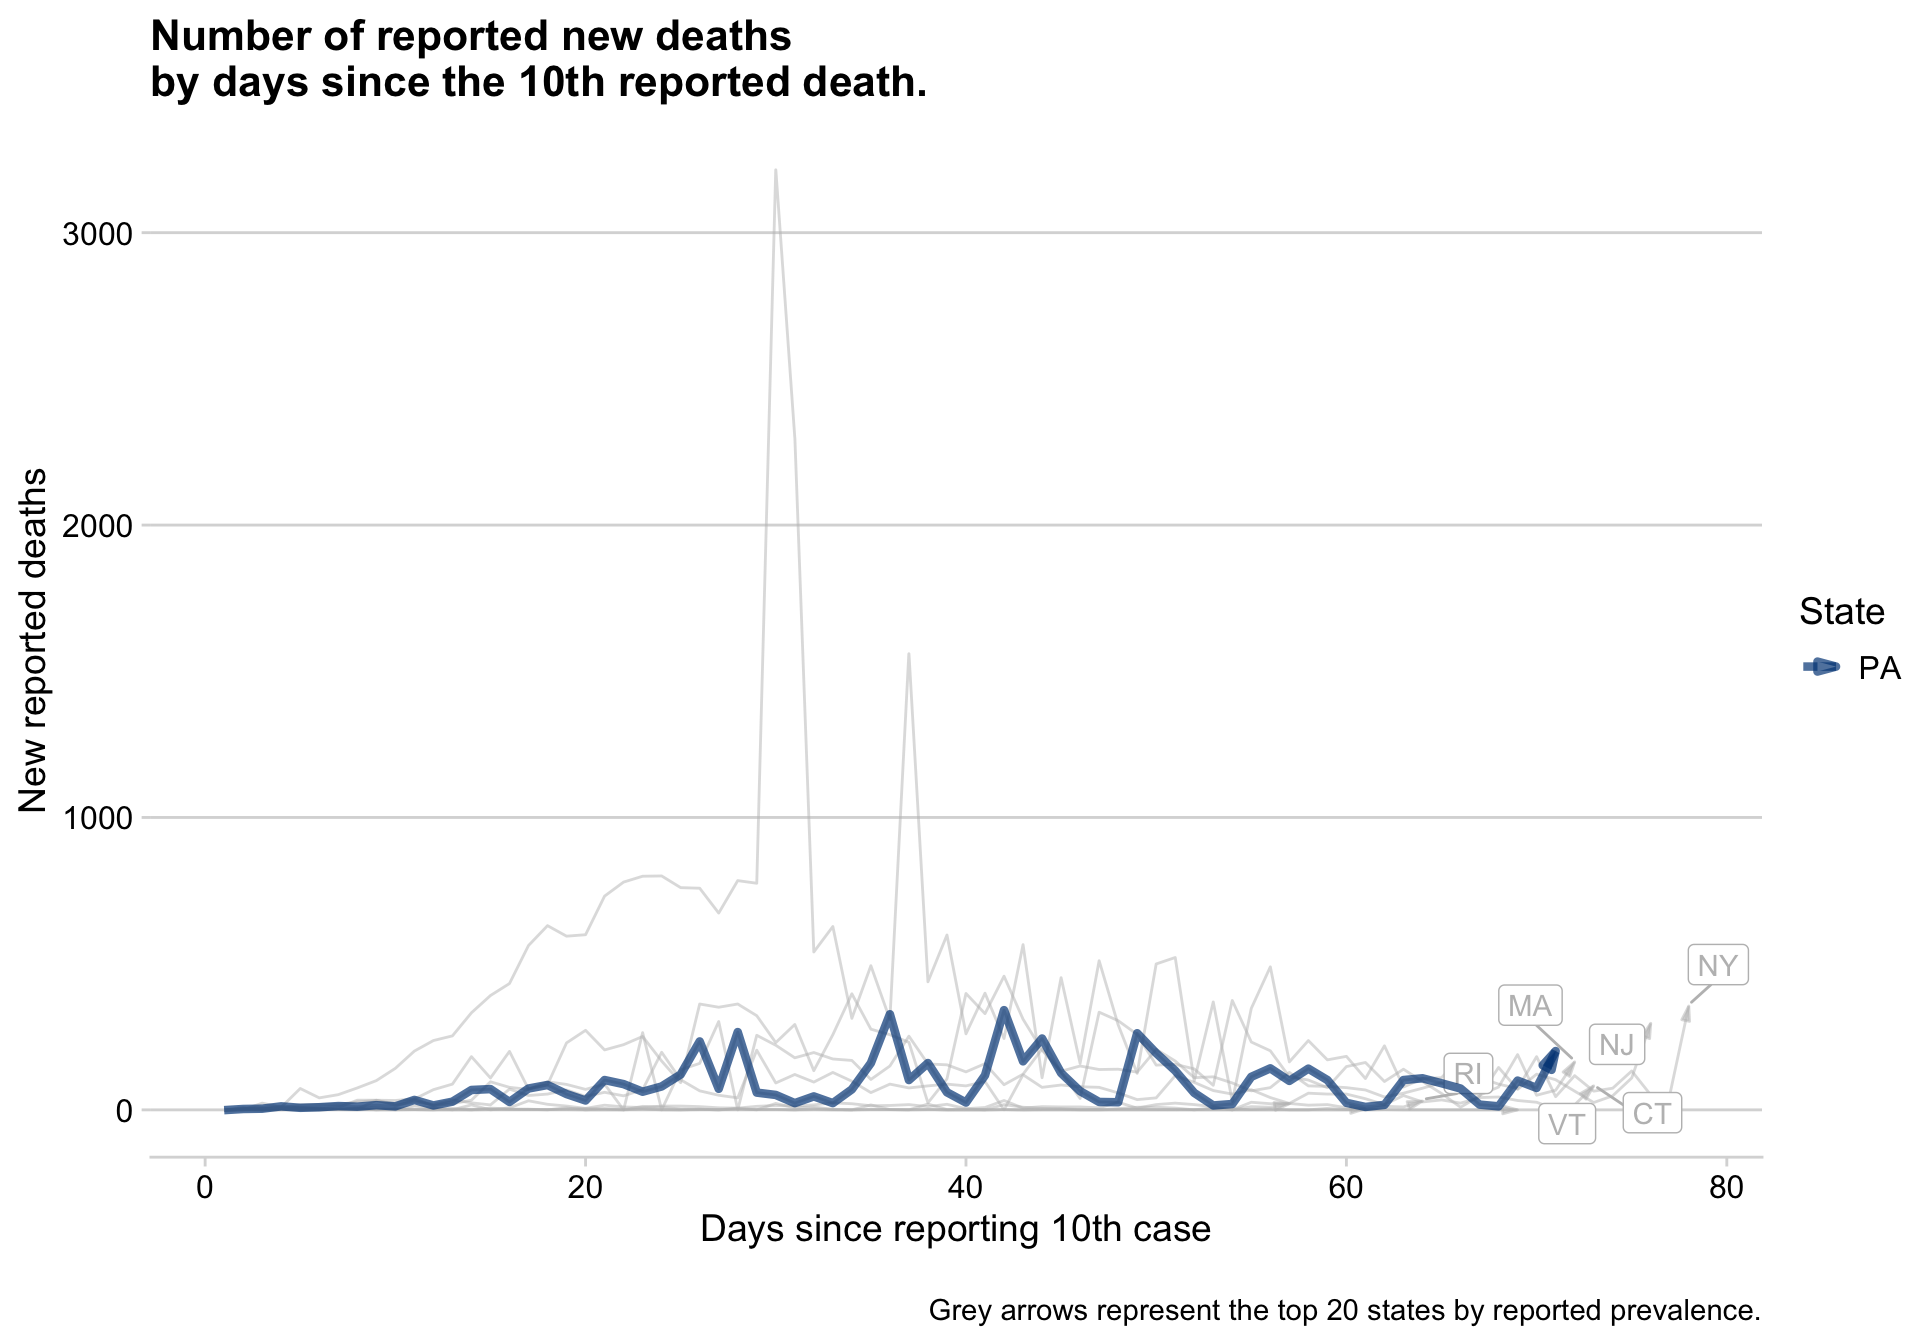 Number of reported new deaths
by days since the 10th reported death.
New reported deaths
3000
2000
1000
0
NY
MA
NJ
RI
CT
VT
State
PA
0 20 40 60 80
Days since reporting 10th case
Grey arrows represent the top 20 states by reported prevalence.